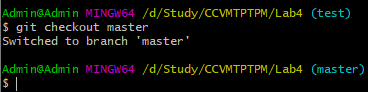 Admin@Admin MINGW64 /d/Study/CCVMTPTPM/Lab4 (test)
$ git checkout master
Switched to branch 'master'
Admin@Admin MINGW64 /d/Study/CCVMTPTPM/Lab4 (master)
$